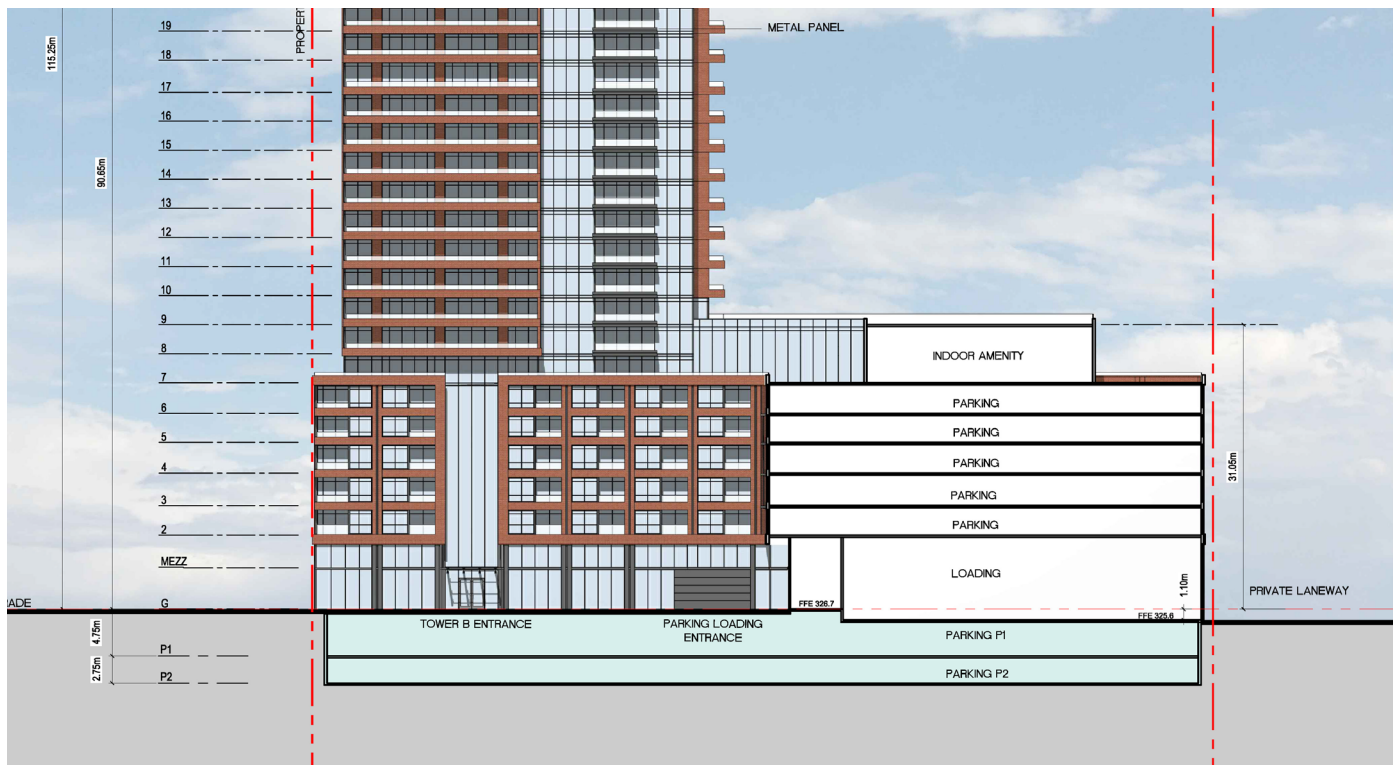 19
METAL PANEL
115.25m
18
17
16
15
90.65m
14
13
12
11
10
9
8
INDOOR AMENITY
7
PARKING
6
PARKING
5
PARKING
4
31.05m
PARKING
3
PARKING
2
MEZZ
LOADING
1.10m
PRIVATE LANEWAY
G
FFE 326.7
FFE 325.6
TOWER B ENTRANCE
PARKING LOADING
ENTRANCE
4.75m
PARKING P1
P1
2.75m
PARKING P2
P2